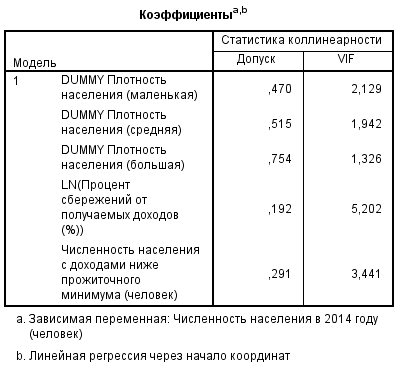 Коэффициентыa,b
Статистика коллинеарности
Модель Допуск VIF
1 DUMMY Плотность
населения (маленькая) ,470 2,129
DUMMY Плотность
населения (средняя) ,515 1,942
DUMMY Плотность
населения (большая) ,754 1,326
LN(Процент
сбережений от
получаемых доходов
(%)) ,192 5,202
Численность населения
с доходами ниже
прожиточного
минимума (человек) ,291 3,441
a. Зависимая переменная: Численность населения в 2014 году
(человек)
b. Линейная регрессия через начало координат